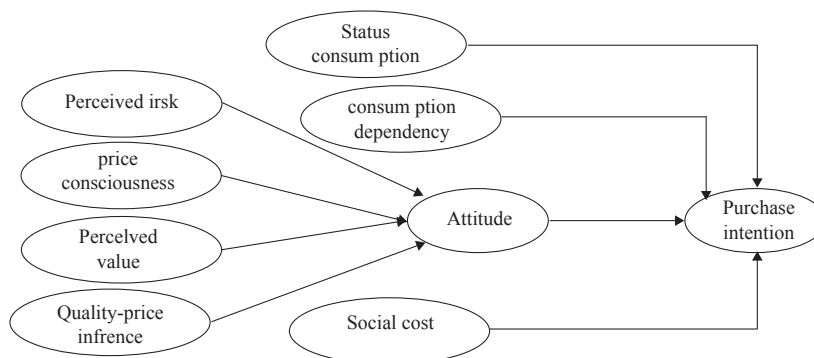 Status
consum ption
Perceived irsk
consum ption
dependency
price
consciousness
Attitude
Purchase
intention
Percelved
value
Quality-price
infrence
Social cost